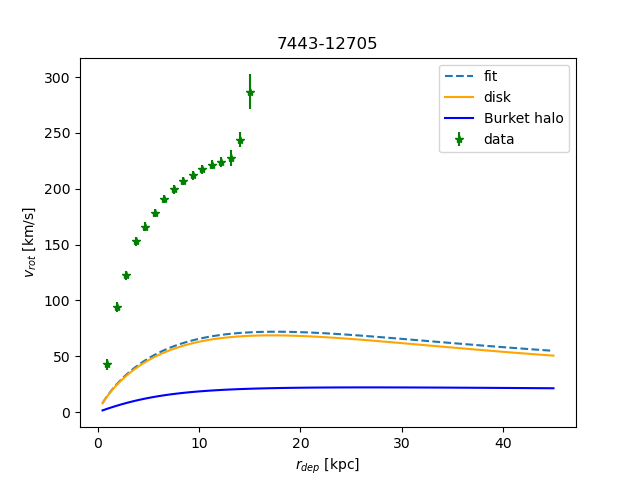 7443-12705
300
250
200
150
100
50
0
v_rot [km/s]
fit
disk
Burket halo
data
0 10 20 30 40
r_dep [kpc]